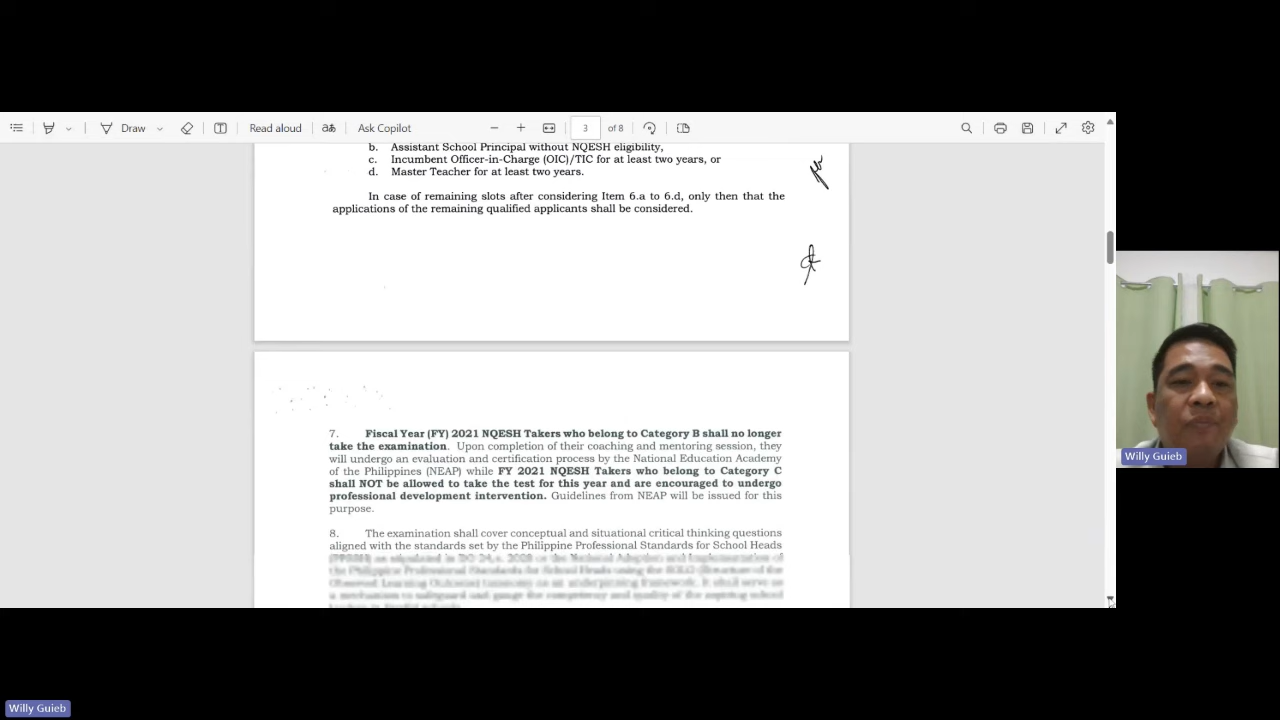 Draw
Read aloud
aあ
Ask Copilot
3
of 8
b. Assistant School Principal without NQESH eligibility,
c. Incumbent Officer-in-Charge (OIC)/TIC for at least two years, or
d. Master Teacher for at least two years.
In case of remaining slots after considering Item 6.a to 6.d, only then that the
applications of the remaining qualified applicants shall be considered.
7. Fiscal Year (FY) 2021 NQESH Takers who belong to Category B shall no longer
take the examination. Upon completion of their coaching and mentoring session, they
will undergo an evaluation and certification process by the National Education Academy
of the Philippines (NEAP) while FY 2021 NQESH Takers who belong to Category C
shall NOT be allowed to take the test for this year and are encouraged to undergo
professional development intervention. Guidelines from NEAP will be issued for this
purpose.
8. The examination shall cover conceptual and situational critical thinking questions
aligned with the standards set by the Philippine Professional Standards for School Heads
Willy Guieb
Willy Guieb